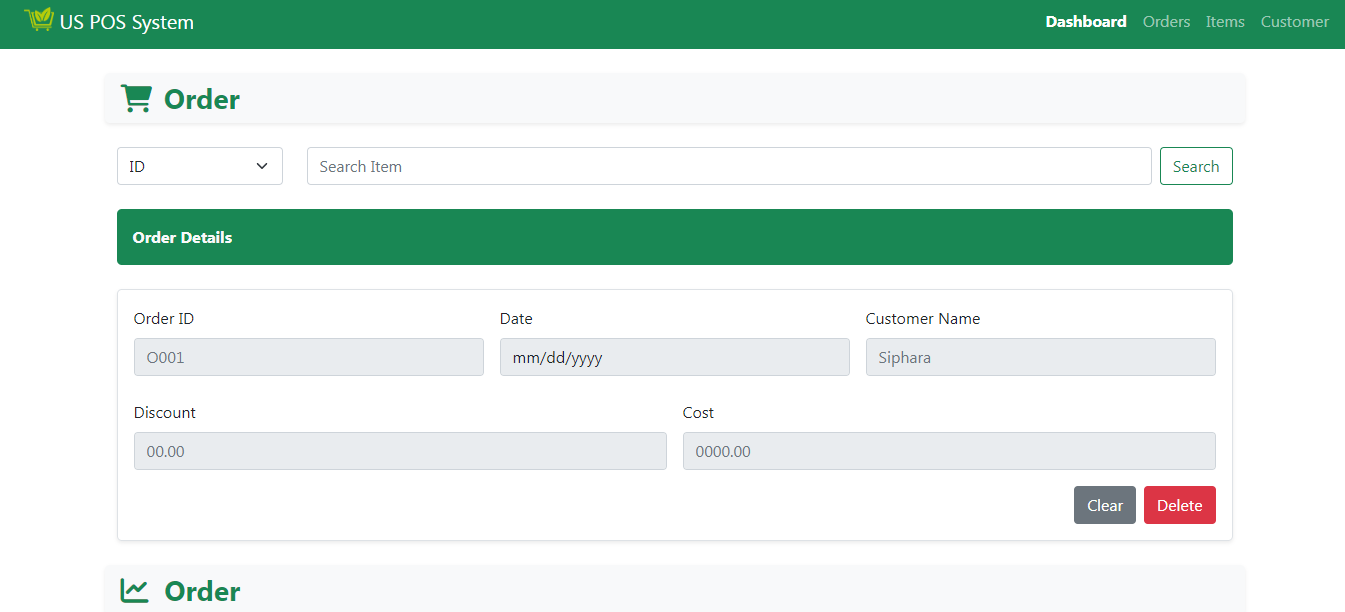 US POS System
Dashboard Orders Items Customer
Order
ID Search Item Search
Order Details
Order ID Date Customer Name
O001 mm/dd/yyyy Siphara
Discount Cost
00.00 0000.00
Clear Delete
Order